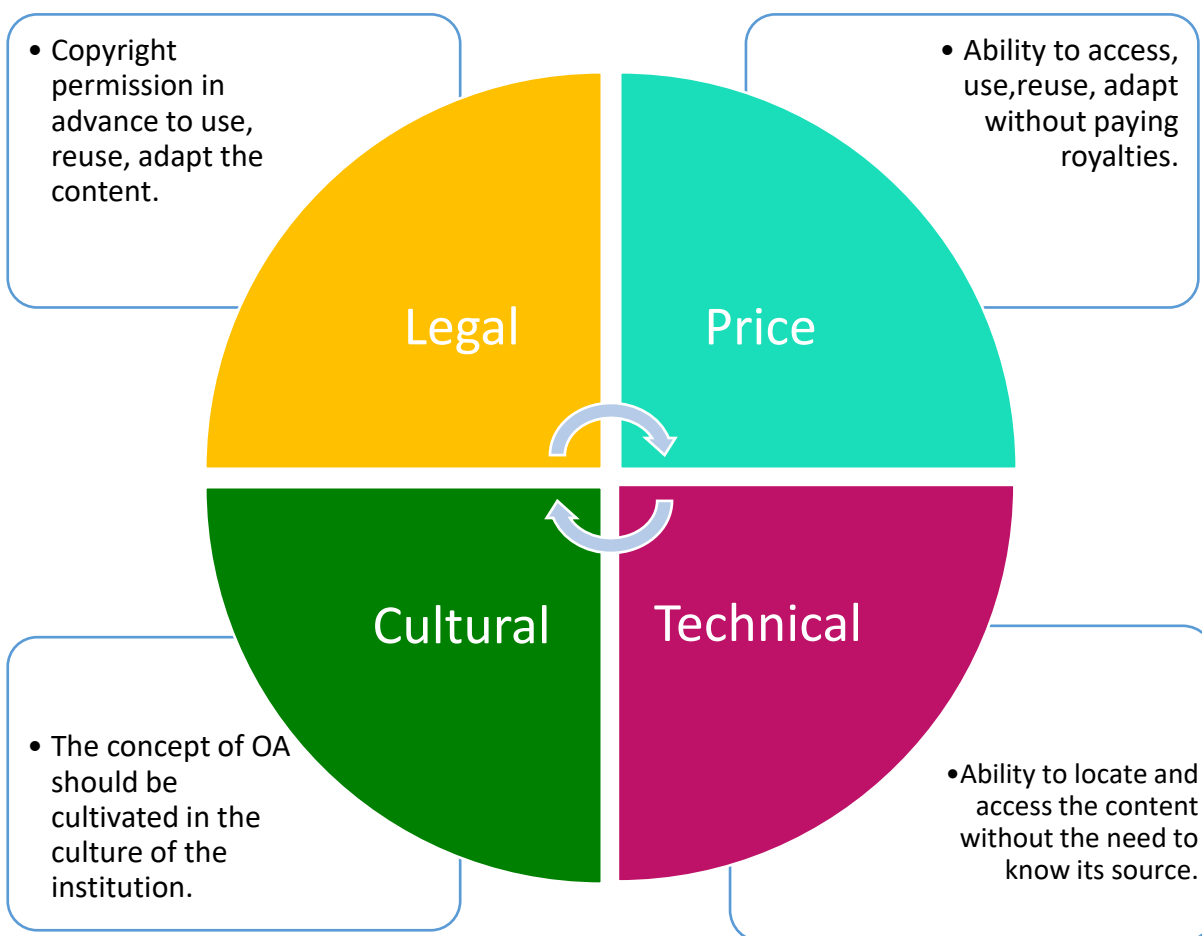 • Copyright
permission in
advance to use,
reuse, adapt the
content.
• Ability to access,
use,reuse, adapt
without paying
royalties.
Legal
Price
Cultural
Technical
• The concept of OA
should be
cultivated in the
culture of the
institution.
•Ability to locate and
access the content
without the need to
know its source.